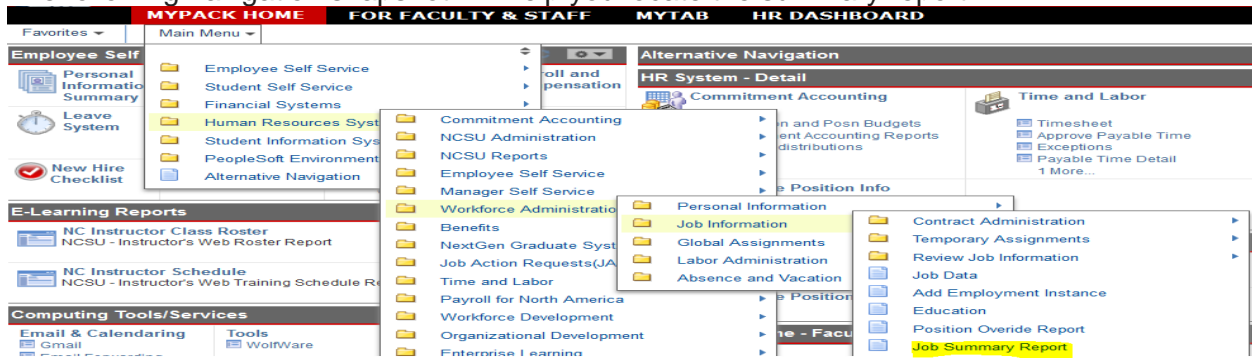 MYPACK HOME FOR FACULTY & STAFF MYTAB HR DASHBOARD
Favorites Main Menu
Employee Self
Personal
Informatio
Summary
Leave
System
New Hire
Checklist
Employee Self Service
Student Self Service
Financial Systems
Human Resources Syst
Student Information Sys
PeopleSoft Environment
Alternative Navigation
roll and
pensation
Alternative Navigation
HR System - Detail
Commitment Accounting
n and Posn Budgets
ent Accounting Reports
distributions
Time and Labor
Timesheet
Approve Payable Time
Exceptions
Payable Time Detail
1 More...
Commitment Accounting
NCSU Administration
NCSU Reports
Employee Self Service
Manager Self Service
Workforce Administratio
Benefits
NextGen Graduate Syst
Job Action Requests(JA
Time and Labor
Payroll for North America
Workforce Development
Organizational Development
Enterprise Learning
e Position Info
Personal Information
Job Information
Global Assignments
Labor Administration
Absence and Vacation
e Position
ne - Facu
Contract Administration
Temporary Assignments
Review Job Information
Job Data
Add Employment Instance
Education
Position Overide Report
Job Summary Report
E-Learning Reports
NC Instructor Class Roster
NCSU - Instructor's Web Roster Report
NC Instructor Schedule
NCSU - Instructor's Web Training Schedule Re
Computing Tools/Services
Email & Calendaring
Gmail
Email Forwarding
Tools
WolfWare